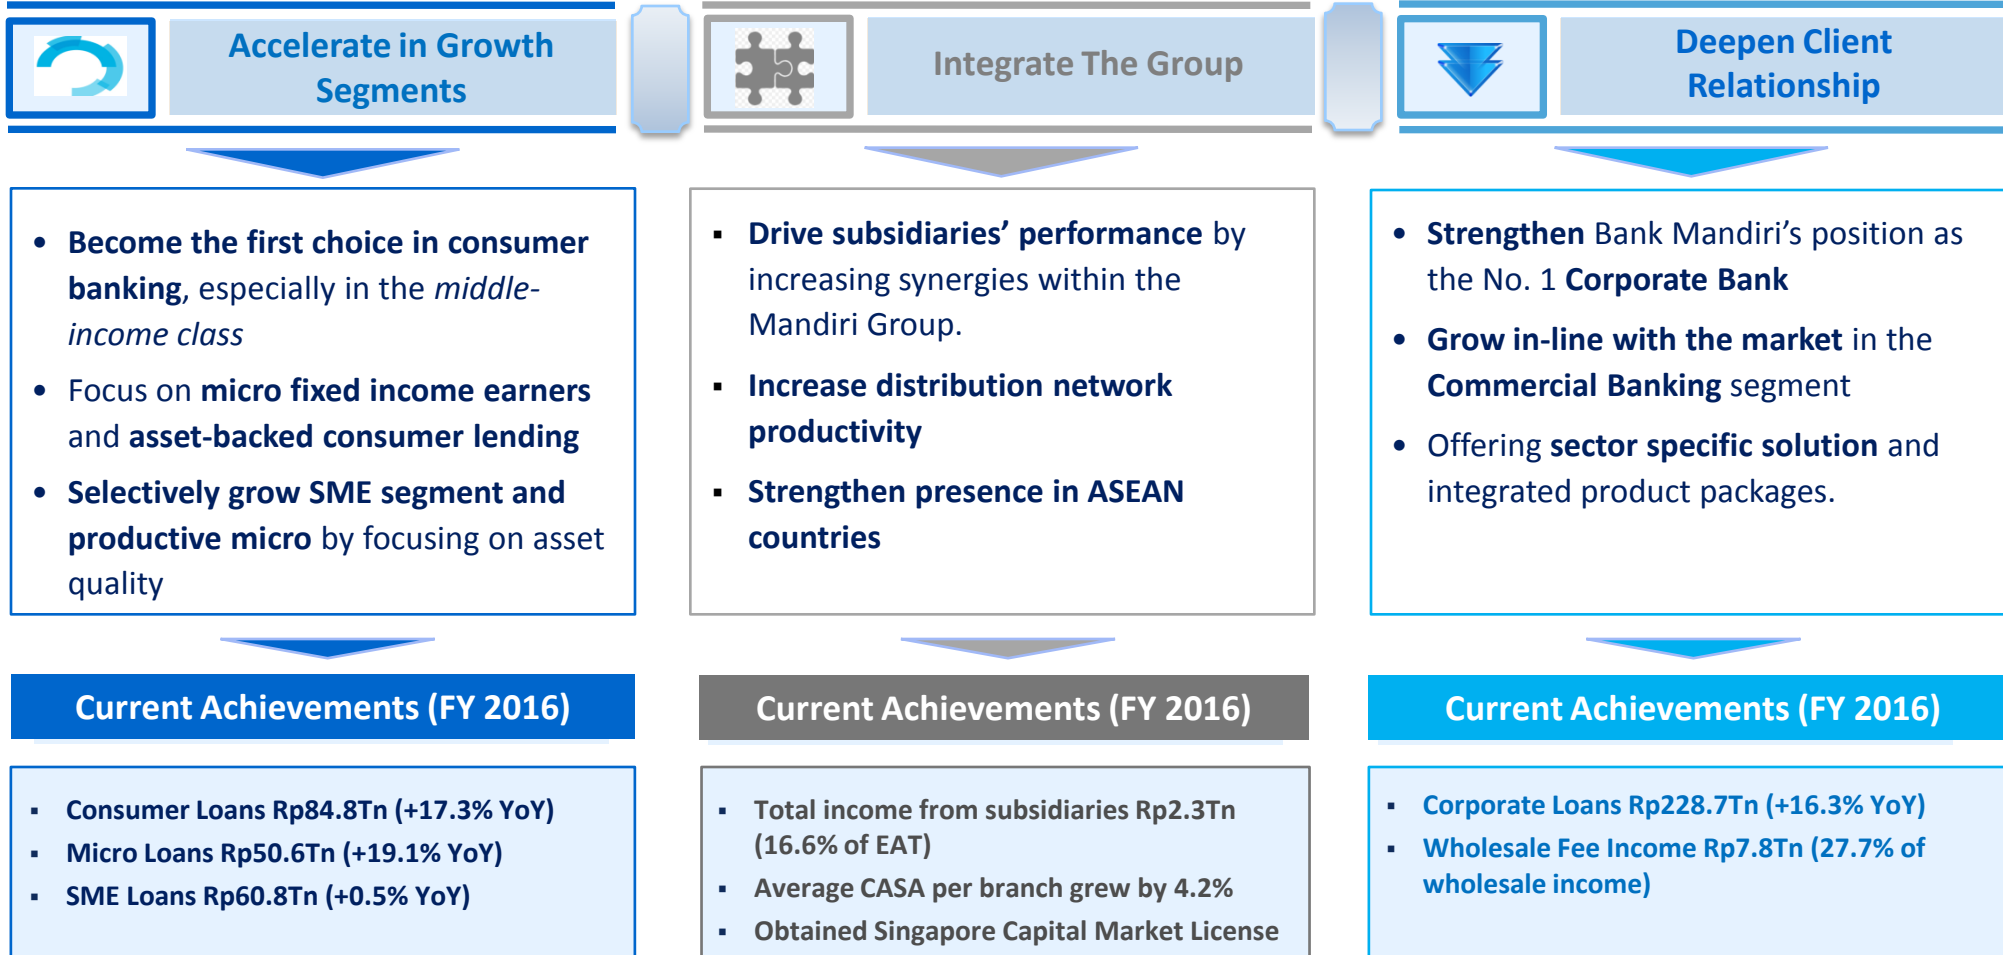 Accelerate in Growth
Segments
Integrate The Group
Deepen Client
Relationship
• Become the first choice in consumer
banking, especially in the middle-
income class
• Focus on micro fixed income earners
and asset-backed consumer lending
• Selectively grow SME segment and
productive micro by focusing on asset
quality
▪ Drive subsidiaries’ performance by
increasing synergies within the
Mandiri Group.
▪ Increase distribution network
productivity
▪ Strengthen presence in ASEAN
countries
• Strengthen Bank Mandiri’s position as
the No. 1 Corporate Bank
• Grow in-line with the market in the
Commercial Banking segment
• Offering sector specific solution and
integrated product packages.
Current Achievements (FY 2016)
Current Achievements (FY 2016)
Current Achievements (FY 2016)
▪ Consumer Loans Rp84.8Tn (+17.3% YoY)
▪ Micro Loans Rp50.6Tn (+19.1% YoY)
▪ SME Loans Rp60.8Tn (+0.5% YoY)
▪ Total income from subsidiaries Rp2.3Tn
(16.6% of EAT)
▪ Average CASA per branch grew by 4.2%
▪ Obtained Singapore Capital Market License
▪ Corporate Loans Rp228.7Tn (+16.3% YoY)
▪ Wholesale Fee Income Rp7.8Tn (27.7% of
wholesale income)